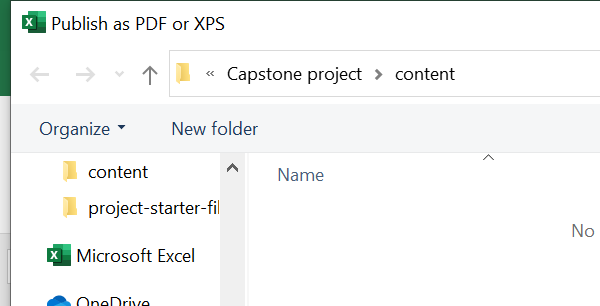 Publish as PDF or XPS
« Capstone project > content
Organize New folder
content
Name
project-starter-fil
No
Microsoft Excel
OneDrive